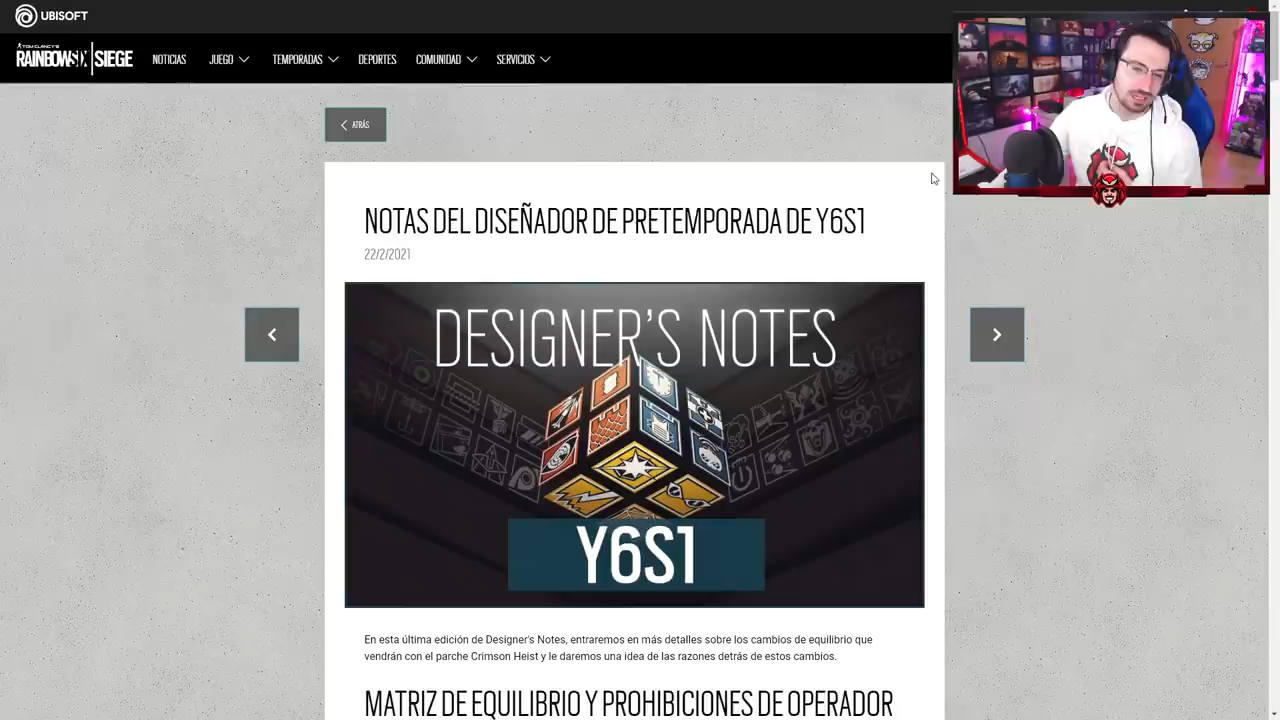 UBISOFT
TOM CLANCY'S
RAINBOWSIX SIEGE
NOTICIAS
JUEGO
TEMPORADAS
DEPORTES
COMUNIDAD
SERVICIOS
ATRÁS
NOTAS DEL DISEÑADOR DE PRETEMPORADA DE Y6S1
22/2/2021
DESIGNER'S NOTES
Y6S1
En esta última edición de Designer's Notes, entraremos en más detalles sobre los cambios de equilibrio que
vendrán con el parche Crimson Heist y le daremos una idea de las razones detrás de estos cambios.
MATRIZ DE EQUILIBRIO Y PROHIBICIONES DE OPERADOR